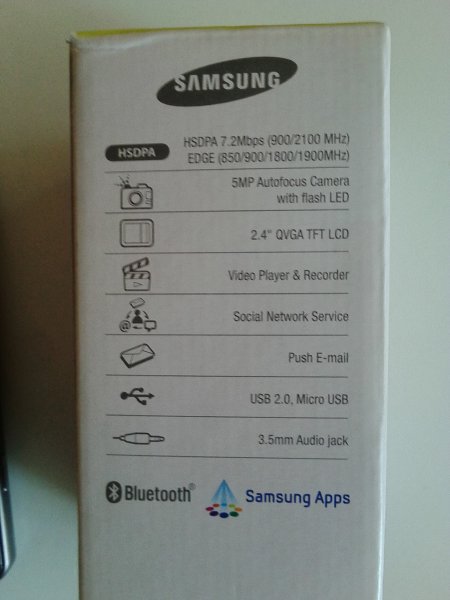 SAMSUNG
HSDPA
HSDPA 7.2Mbps (900/2100 MHz)
EDGE (850/900/1800/1900MHz)
5MP Autofocus Camera
with flash LED
2.4" QVGA TFT LCD
Video Player & Recorder
Social Network Service
@
Push E-mail
USB 2.0, Micro USB
3.5mm Audio jack
Bluetooth®
Samsung Apps